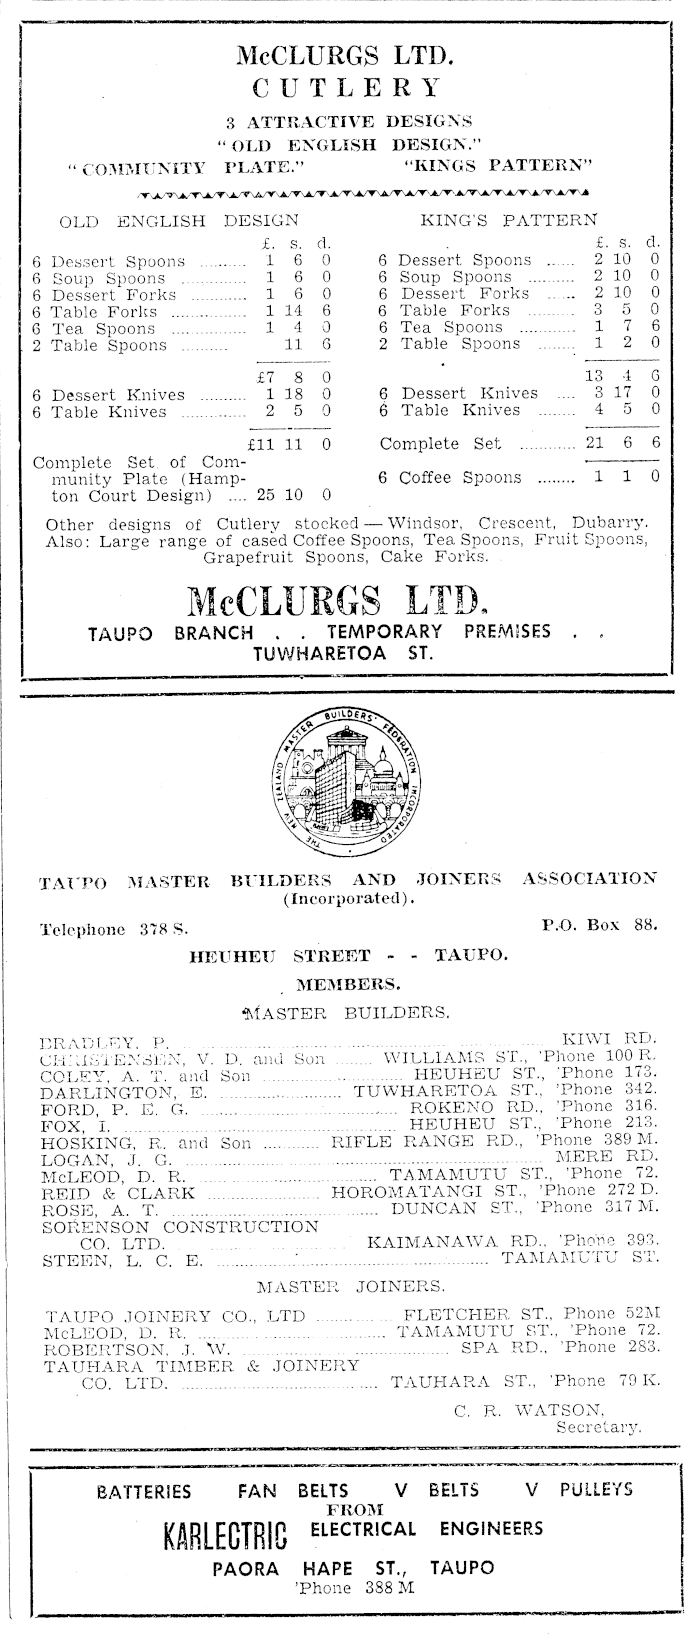 McCLURGS LTD.
CUTLERY
3 ATTRACTIVE DESIGNS
"OLD ENGLISH DESIGN."
"COMMUNITY PLATE." "KINGS PATTERN"
OLD ENGLISH DESIGN
£. s. d.
6 Dessert Spoons .......... 1 6 0
6 Soup Spoons .............. 1 6 0
6 Dessert Forks ............ 1 6 0
6 Table Forks ................ 1 14 6
6 Tea Spoons ................ 1 4 0
2 Table Spoons .......... 11 6
£7 8 0
6 Dessert Knives .......... 1 18 0
6 Table Knives .............. 2 5 0
£11 11 0
Complete Set of Com-
munity Plate (Hamp-
ton Court Design) .... 25 10 0
KING'S PATTERN
£. s. d.
6 Dessert Spoons ...... 2 10 0
6 Soup Spoons .......... 2 10 0
6 Dessert Forks ...... 2 10 0
6 Table Forks .......... 3 5 0
6 Tea Spoons ............ 1 7 6
2 Table Spoons ........ 1 2 0
13 4 6
6 Dessert Knives .... 3 17 0
6 Table Knives ........ 4 5 0
Complete Set ............ 21 6 6
6 Coffee Spoons ........ 1 1 0
Other designs of Cutlery stocked — Windsor, Crescent, Dubarry.
Also: Large range of cased Coffee Spoons, Tea Spoons, Fruit Spoons,
Grapefruit Spoons, Cake Forks.
McCLURGS LTD.
TAUPO BRANCH . . TEMPORARY PREMISES . .
TUWHARETOA ST.
THE NEW ZEALAND MASTER BUILDERS' FEDERATION INCORPORATED
TAUPO MASTER BUILDERS AND JOINERS ASSOCIATION
(Incorporated).
Telephone 378 S. P.O. Box 88.
HEUHEU STREET - - TAUPO.
MEMBERS.
MASTER BUILDERS.
BRADLEY, P. ................ KIWI RD.
CHRISTENSEN, V. D. and Son ........ WILLIAMS ST., 'Phone 100 R.
COLEY, A. T. and Son ................ HEUHEU ST., 'Phone 173.
DARLINGTON, E. ................ TUWHARETOA ST., 'Phone 342.
FORD, P. E. G. ................ ROKENO RD., 'Phone 316.
FOX, I. ................ HEUHEU ST., 'Phone 213.
HOSKING, R. and Son ............ RIFLE RANGE RD., 'Phone 389 M.
LOGAN, J. G. ................ MERE RD.
McLEOD, D. R. ................ TAMAMUTU ST., 'Phone 72.
REID & CLARK ................ HOROMATANGI ST., 'Phone 272 D.
ROSE, A. T. ................ DUNCAN ST., 'Phone 317 M.
SORENSON CONSTRUCTION
CO. LTD. ................ KAIMANAWA RD., 'Phone 393.
STEEN, L. C. E. ................ TAMAMUTU ST.
MASTER JOINERS.
TAUPO JOINERY CO., LTD ................ FLETCHER ST., Phone 52M
McLEOD, D. R. ................ TAMAMUTU ST., 'Phone 72.
ROBERTSON, J. W. ................ SPA RD., 'Phone 283.
TAUHARA TIMBER & JOINERY
CO. LTD. ................ TAUHARA ST., 'Phone 79 K.
C. R. WATSON,
Secretary.
BATTERIES FAN BELTS V BELTS V PULLEYS
FROM
KARLECTRIC ELECTRICAL ENGINEERS
PAORA HAPE ST., TAUPO
'Phone 388 M